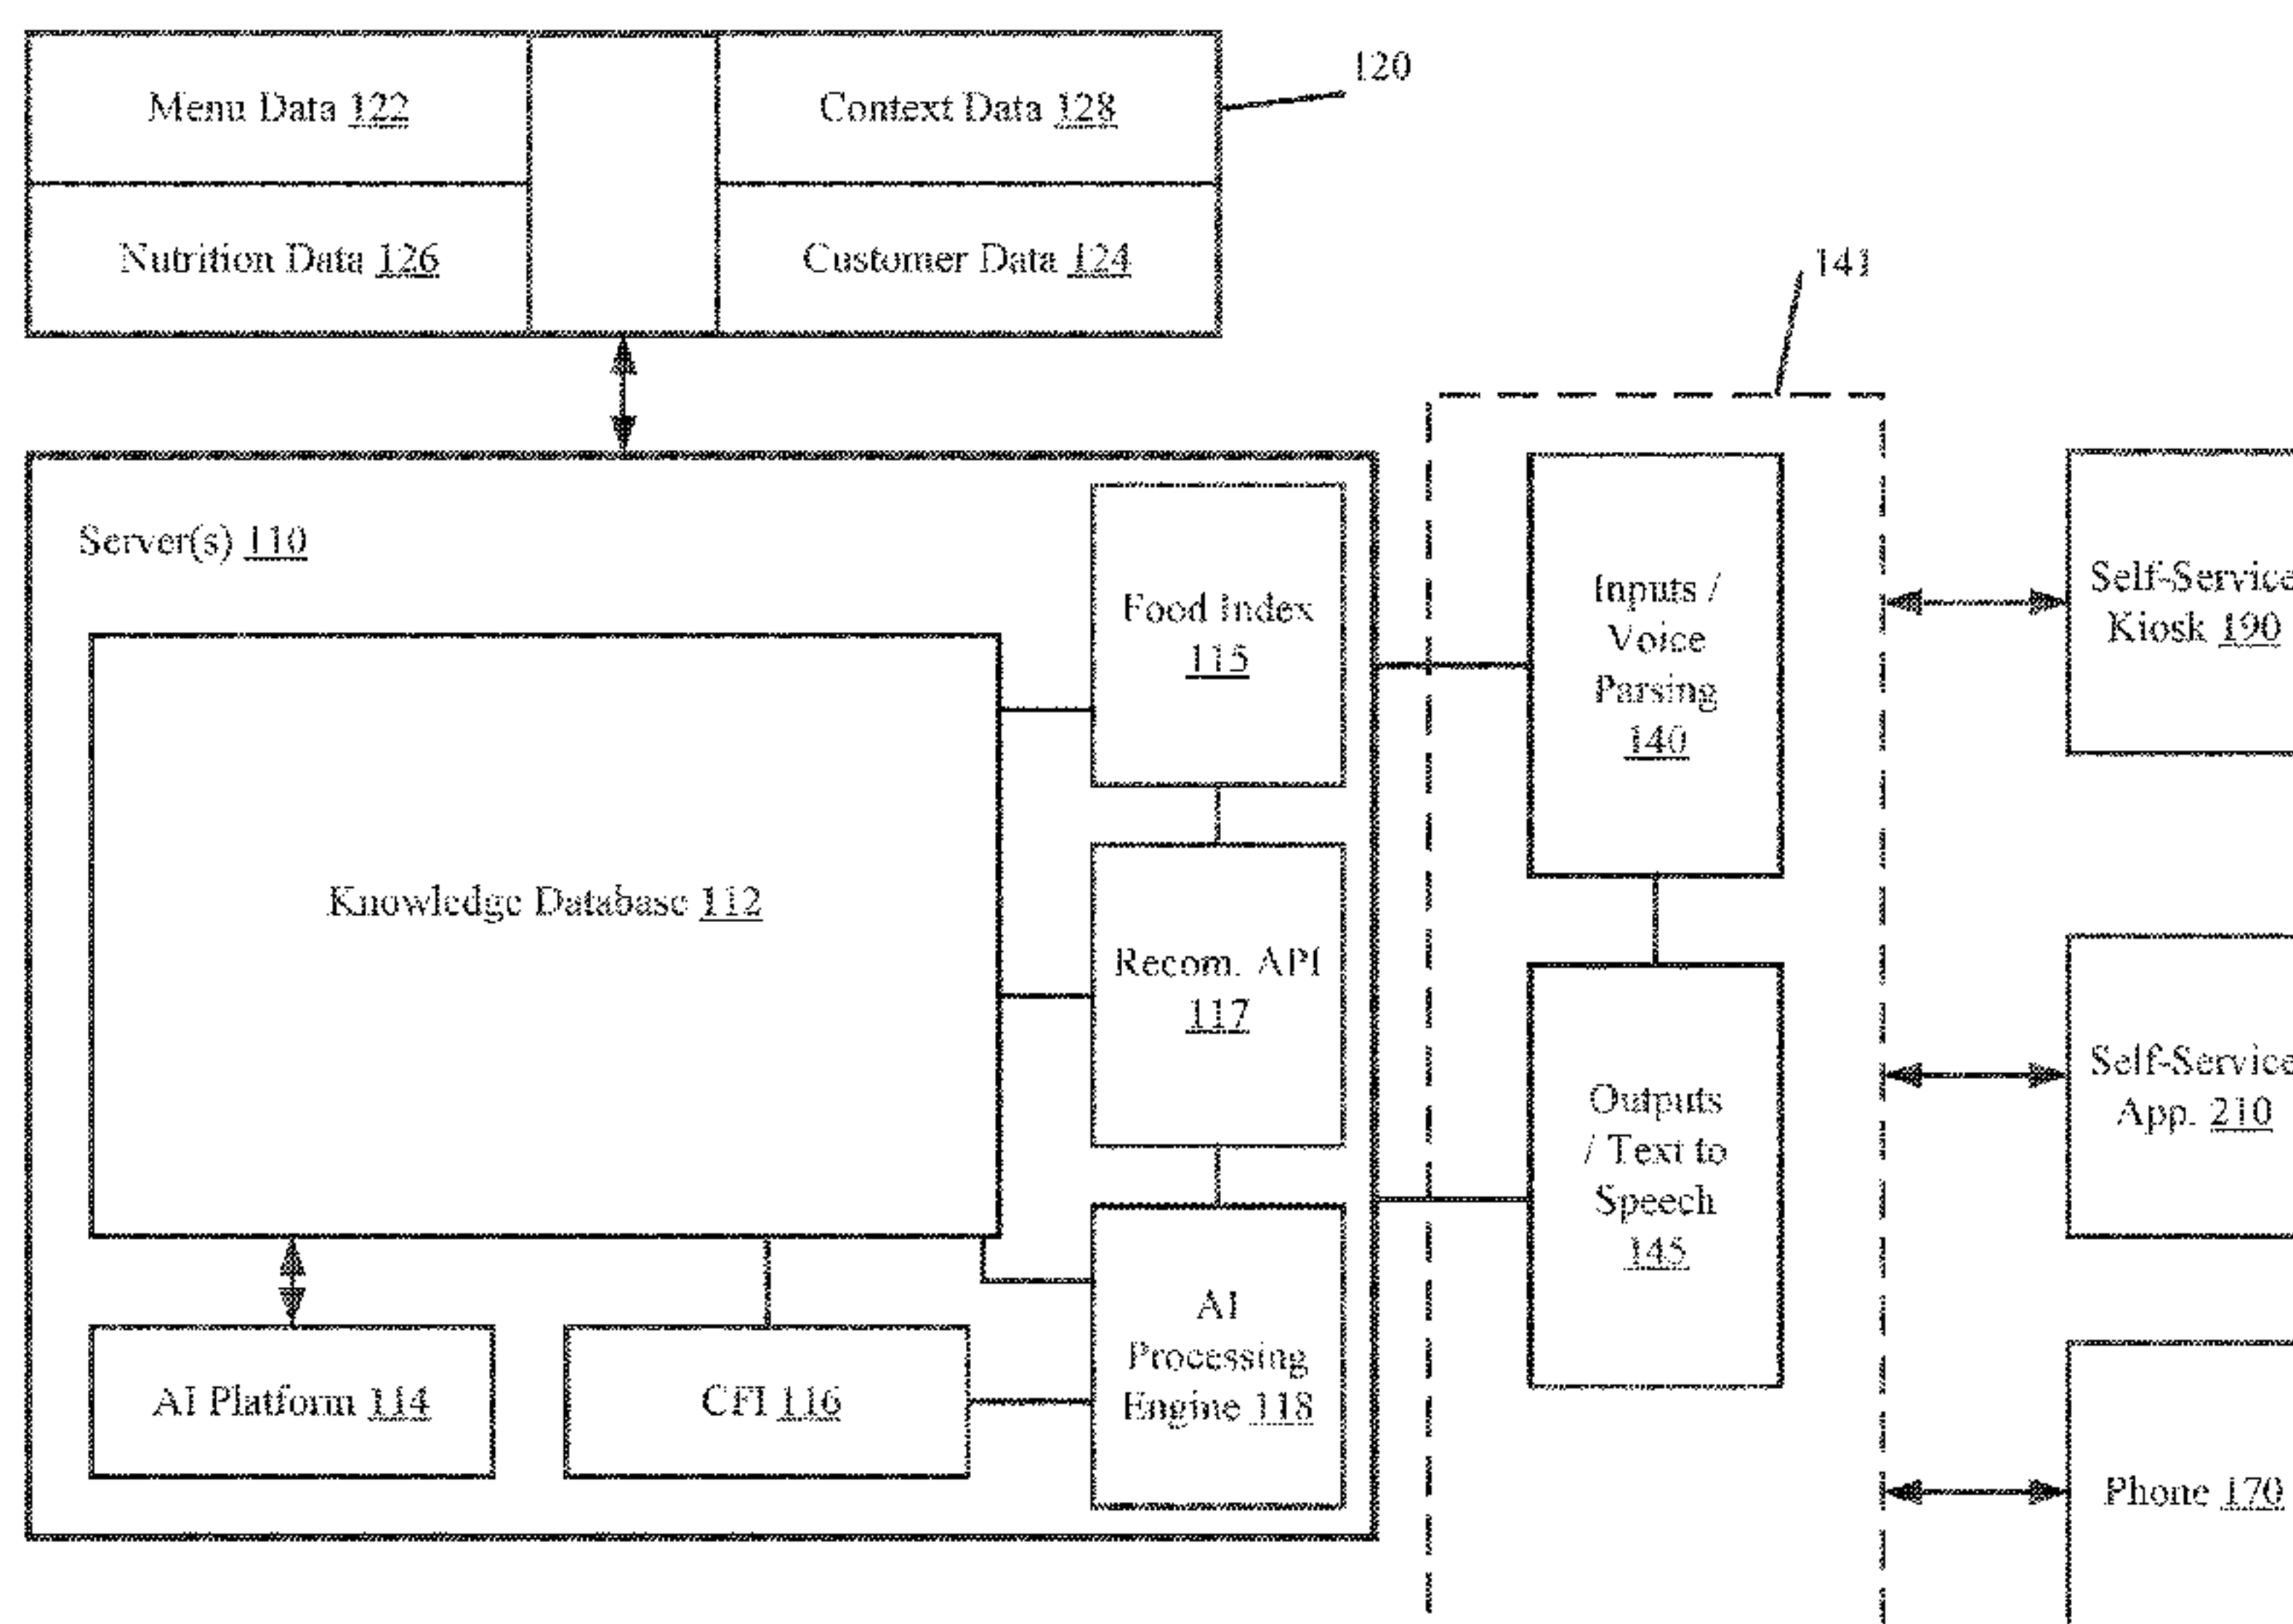 Menu Data 122
Context Data 128
120
Nutrition Data 126
Customer Data 124
141
Server(s) 110
Food Index
115
Inputs /
Voice
Parsing
140
Self-Service
Kiosk 190
Knowledge Database 112
Recom. API
117
Outputs
/ Text to
Speech
145
Self-Service
App. 210
AI Platform 114
CFI 116
AI
Processing
Engine 118
Phone 170